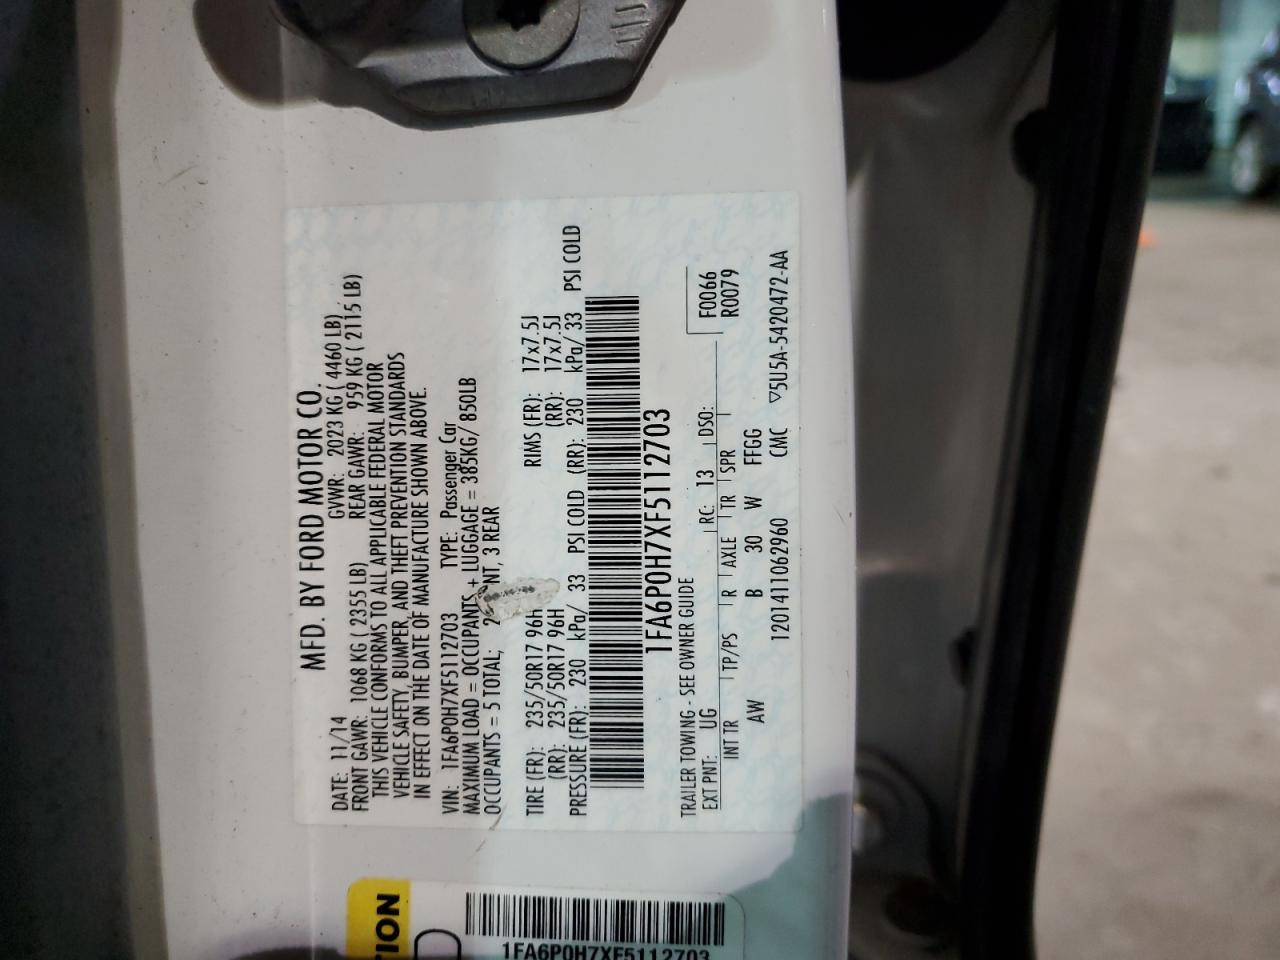 MFD. BY FORD MOTOR CO.
DATE: 11/14 GVWR: 2023 KG ( 4460 LB)
FRONT GAWR: 1068 KG ( 2355 LB) REAR GAWR: 959 KG ( 2115 LB)
THIS VEHICLE CONFORMS TO ALL APPLICABLE FEDERAL MOTOR
VEHICLE SAFETY, BUMPER, AND THEFT PREVENTION STANDARDS
IN EFFECT ON THE DATE OF MANUFACTURE SHOWN ABOVE.
VIN: 1FA6P0H7XF5112703 TYPE: Passenger Car
MAXIMUM LOAD = OCCUPANTS + LUGGAGE = 385KG/ 850LB
OCCUPANTS = 5 TOTAL; 3 REAR
TIRE (FR): 235/50R17 96H RIMS (FR): 17x7.5J
(RR): 235/50R17 96H (RR): 17x7.5J
PRESSURE (FR): 230 kPa/ 33 PSI COLD (RR): 230 kPa/ 33 PSI COLD
1FA6P0H7XF5112703
TRAILER TOWING - SEE OWNER GUIDE F0066
EXT PNT: UG RC: 13 DSO: R0079
INT TR TP/PS R AXLE TR SPR
AW B 30 W FFGG
1201411062960 CMC ▽5U5A-5420472-AA
TION
1FA6P0H7XF5112703